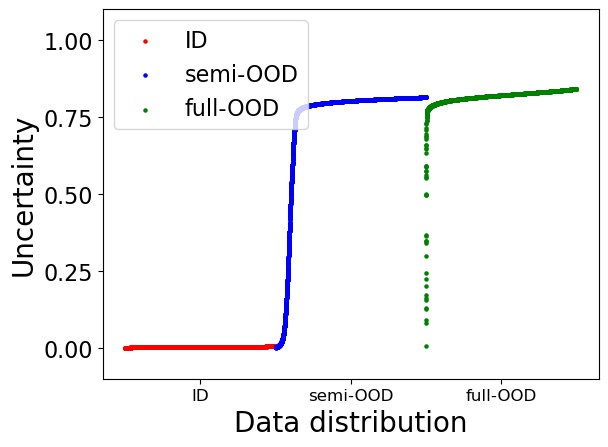 ID
semi-OOD
full-OOD
1.00
0.75
0.50
0.25
0.00
Uncertainty
ID semi-OOD full-OOD
Data distribution